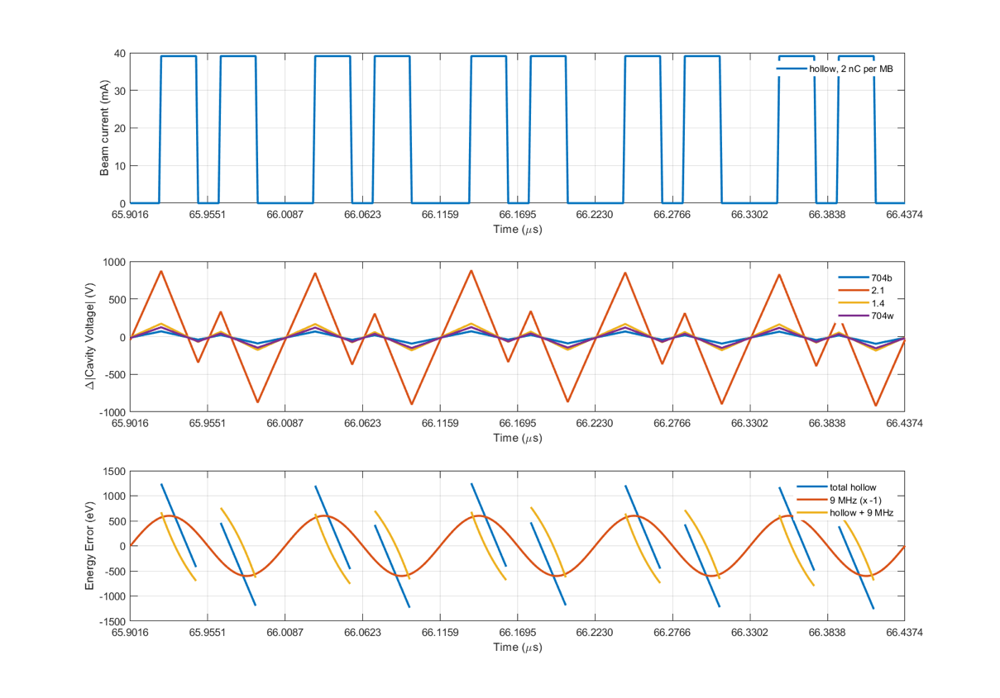 40
30
20
10
0
Beam current (mA)
hollow, 2 nC per MB
65.9016 65.9551 66.0087 66.0623 66.1159 66.1695 66.2230 66.2766 66.3302 66.3838 66.4374
Time (μs)
1000
500
0
-500
-1000
Δ|Cavity Voltage| (V)
704b
2.1
1.4
704w
65.9016 65.9551 66.0087 66.0623 66.1159 66.1695 66.2230 66.2766 66.3302 66.3838 66.4374
Time (μs)
1500
1000
500
0
-500
-1000
-1500
Energy Error (eV)
total hollow
9 MHz (x -1)
hollow + 9 MHz
65.9016 65.9551 66.0087 66.0623 66.1159 66.1695 66.2230 66.2766 66.3302 66.3838 66.4374
Time (μs)